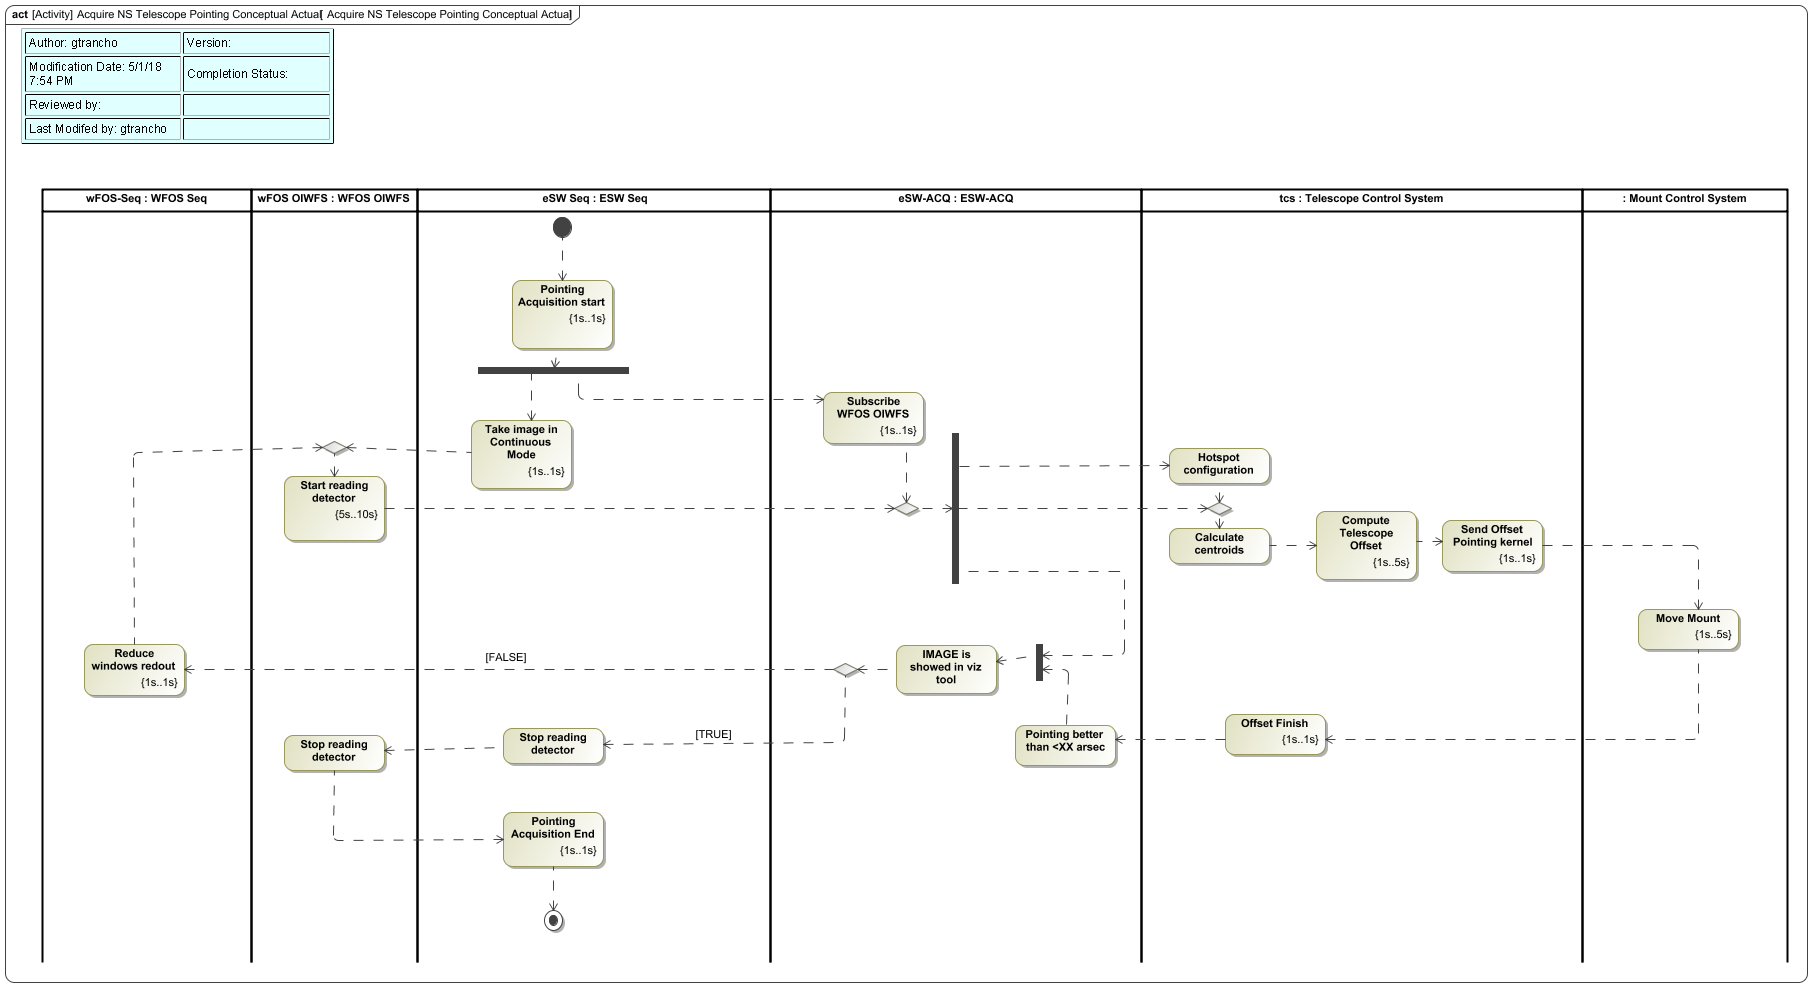 act [Activity] Acquire NS Telescope Pointing Conceptual Actual[ Acquire NS Telescope Pointing Conceptual Actua]
Author: gtrancho
Version:
Modification Date: 5/1/18
7:54 PM
Completion Status:
Reviewed by:
Last Modifed by: gtrancho
wFOS-Seq : WFOS Seq
wFOS OIWFS : WFOS OIWFS
eSW Seq : ESW Seq
eSW-ACQ : ESW-ACQ
tcs : Telescope Control System
: Mount Control System
Pointing
Acquisition start
{1s..1s}
Subscribe
WFOS OIWFS
{1s..1s}
Take image in
Continuous
Mode
{1s..1s}
Hotspot
configuration
Start reading
detector
{5s..10s}
Calculate
centroids
Compute
Telescope
Offset
{1s..5s}
Send Offset
Pointing kernel
{1s..1s}
Move Mount
{1s..5s}
Reduce
windows redout
{1s..1s}
[FALSE]
IMAGE is
showed in viz
tool
Offset Finish
{1s..1s}
Pointing better
than <XX arsec
[TRUE]
Stop reading
detector
Stop reading
detector
Pointing
Acquisition End
{1s..1s}